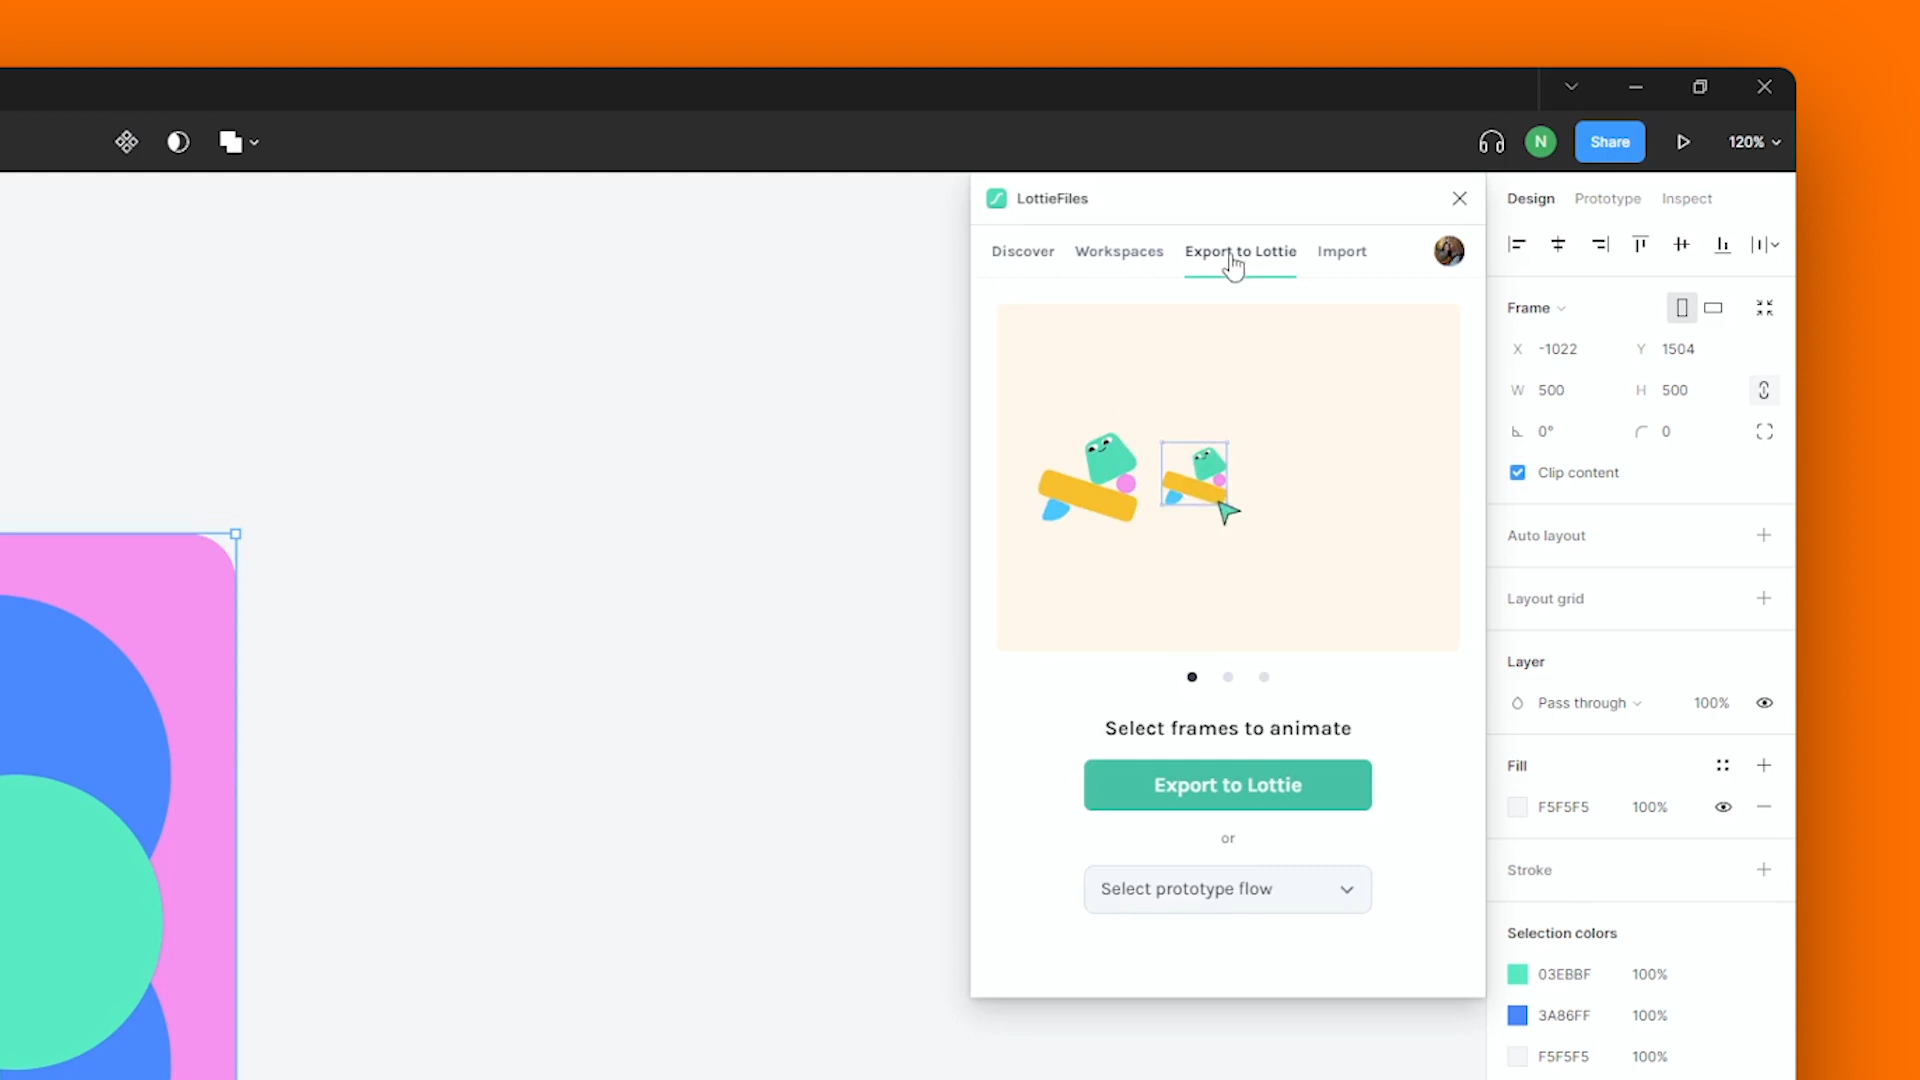 N
Share
120%
LottieFiles
Discover Workspaces Export to Lottie Import
Select frames to animate
Export to Lottie
or
Select prototype flow
Design Prototype Inspect
Frame
X -1022 Y 1504
W 500 H 500
0° 0
Clip content
Auto layout
Layout grid
Layer
Pass through 100%
Fill
F5F5F5 100%
Stroke
Selection colors
03EBBF 100%
3A86FF 100%
F5F5F5 100%